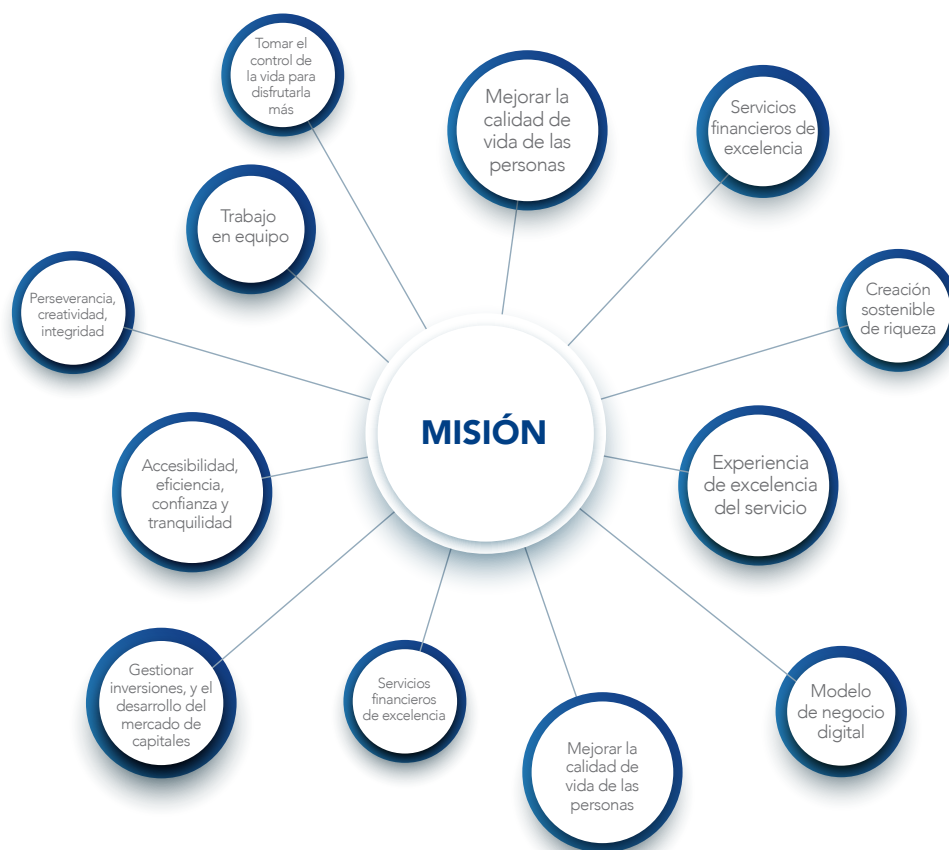 Tomar el
control de
la vida para
disfrutarla
más
Mejorar la
calidad de
vida de las
personas
Servicios
financieros de
excelencia
Trabajo
en equipo
Perseverancia,
creatividad,
integridad
Creación
sostenible
de riqueza
MISIÓN
Accesibilidad,
eficiencia,
confianza y
tranquilidad
Experiencia
de excelencia
del servicio
Gestionar
inversiones, y el
desarrollo del
mercado de
capitales
Servicios
financieros
de excelencia
Mejorar la
calidad de
vida de las
personas
Modelo
de negocio
digital